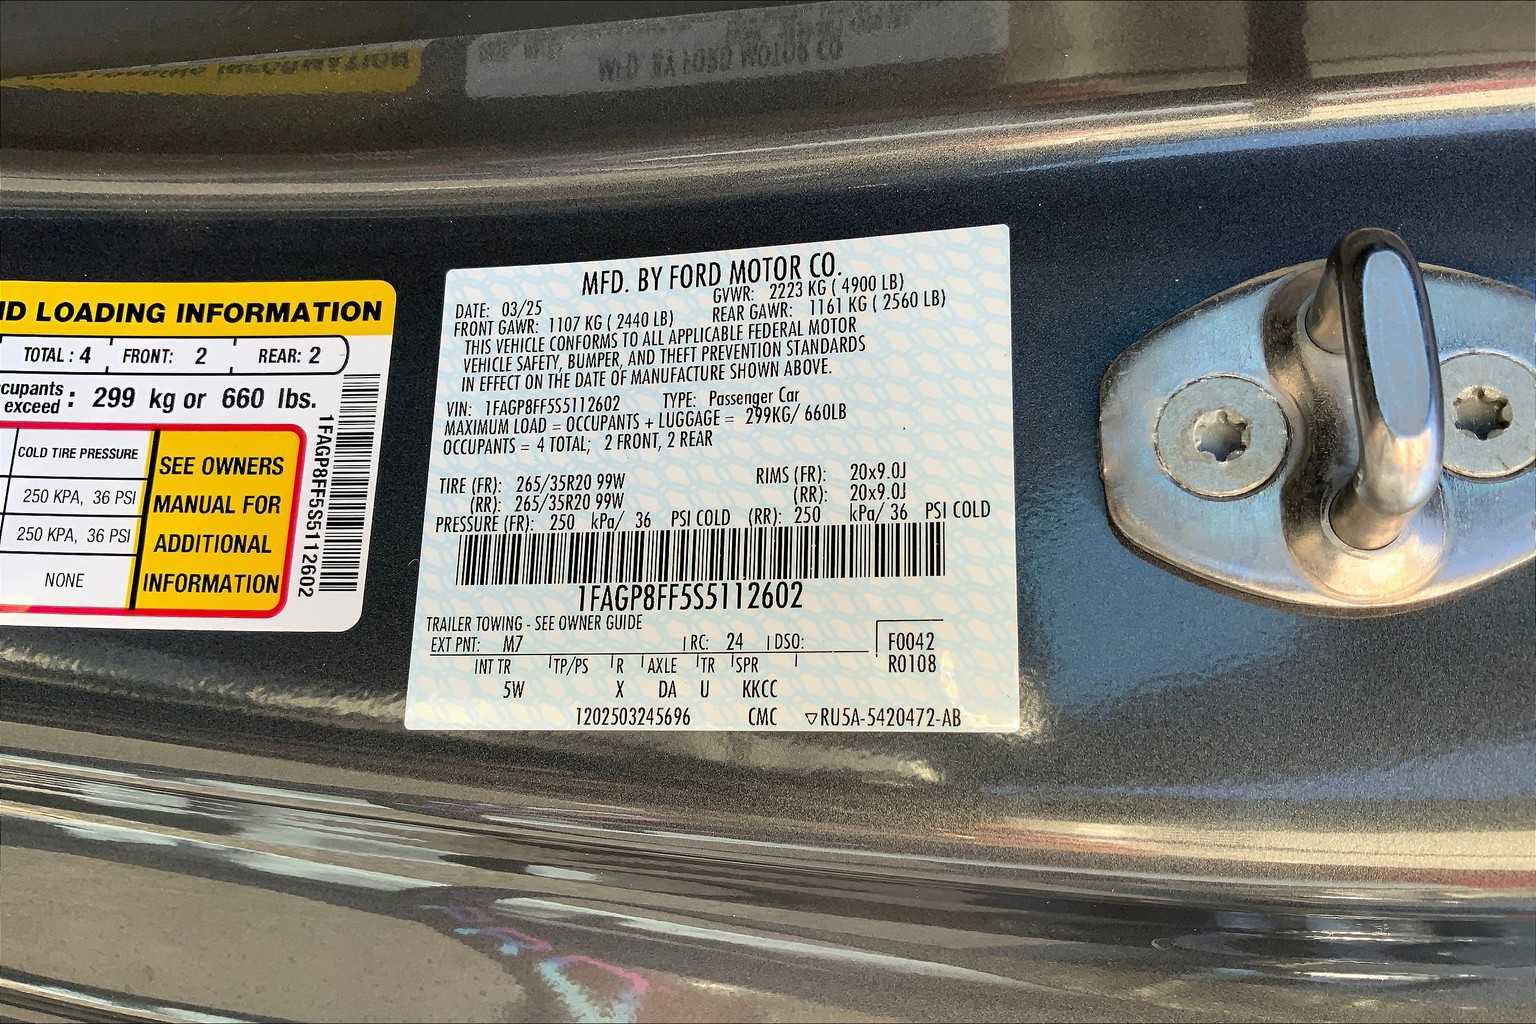 ND LOADING INFORMATION
TOTAL : 4 FRONT: 2 REAR: 2
cupants
exceed : 299 kg or 660 lbs.
COLD TIRE PRESSURE
250 KPA, 36 PSI
250 KPA, 36 PSI
NONE
SEE OWNERS
MANUAL FOR
ADDITIONAL
INFORMATION
1FAGP8FF5S5112602
MFD. BY FORD MOTOR CO.
DATE: 03/25 GVWR: 2223 KG ( 4900 LB)
FRONT GAWR: 1107 KG ( 2440 LB) REAR GAWR: 1161 KG ( 2560 LB)
THIS VEHICLE CONFORMS TO ALL APPLICABLE FEDERAL MOTOR
VEHICLE SAFETY, BUMPER, AND THEFT PREVENTION STANDARDS
IN EFFECT ON THE DATE OF MANUFACTURE SHOWN ABOVE.
VIN: 1FAGP8FF5S5112602 TYPE: Passenger Car
MAXIMUM LOAD = OCCUPANTS + LUGGAGE = 299KG/ 660LB
OCCUPANTS = 4 TOTAL; 2 FRONT, 2 REAR
TIRE (FR): 265/35R20 99W RIMS (FR): 20x9.0J
(RR): 265/35R20 99W (RR): 20x9.0J
PRESSURE (FR): 250 kPa/ 36 PSI COLD (RR): 250 kPa/ 36 PSI COLD
1FAGP8FF5S5112602
TRAILER TOWING - SEE OWNER GUIDE
EXT PNT: M7 RC: 24 DSO: F0042
INT TR TP/PS R AXLE TR SPR R0108
5W X DA U KKCC
1202503245696 CMC ▽RU5A-5420472-AB